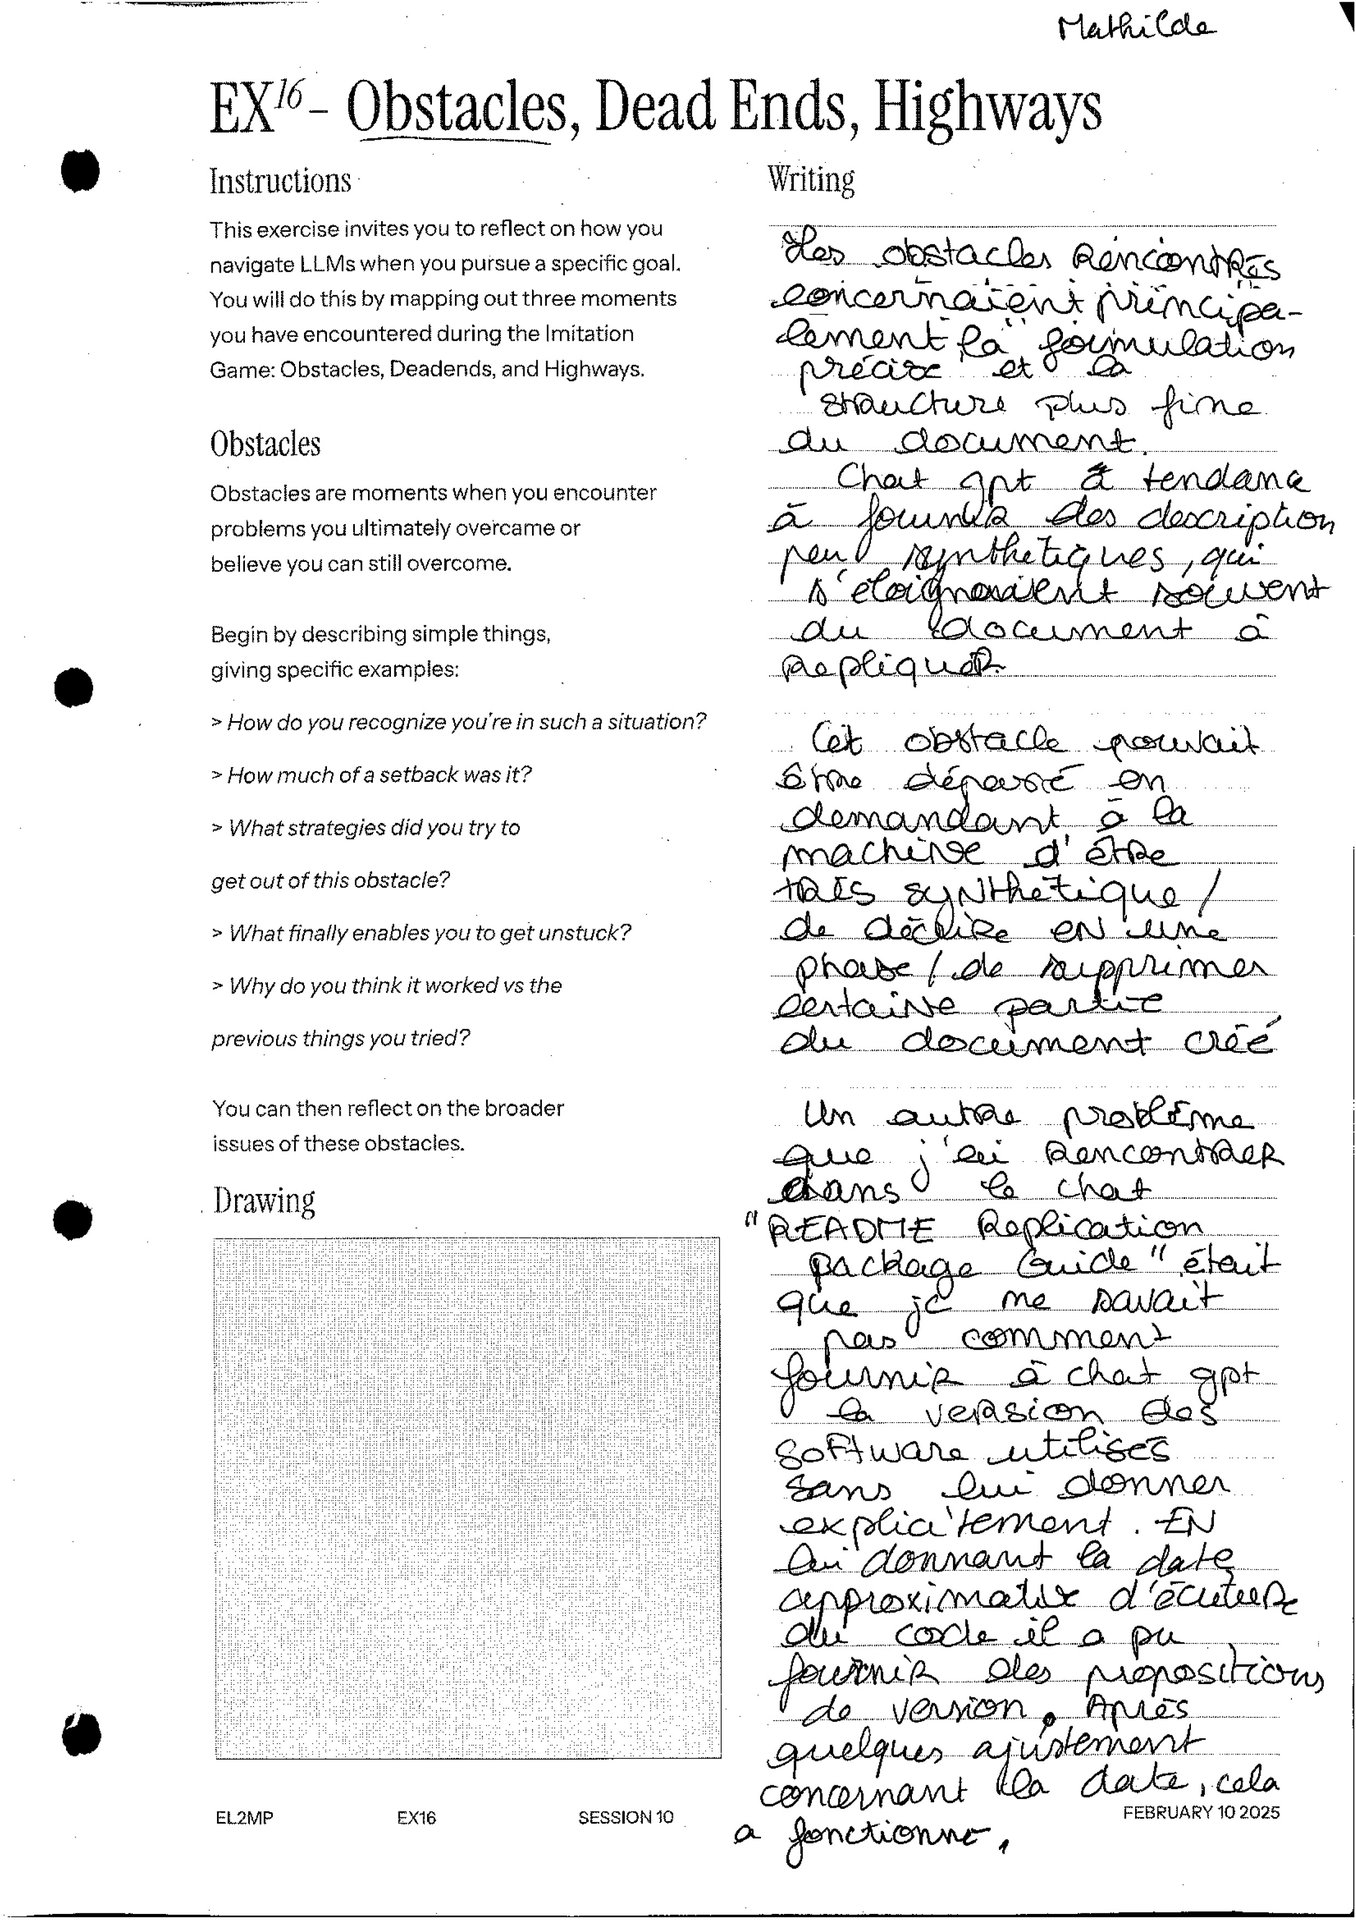 Mathilde
EX16 - Obstacles, Dead Ends, Highways
Instructions
This exercise invites you to reflect on how you
navigate LLMs when you pursue a specific goal.
You will do this by mapping out three moments
you have encountered during the Imitation
Game: Obstacles, Deadends, and Highways.
Obstacles
Obstacles are moments when you encounter
problems you ultimately overcame or
believe you can still overcome.
Begin by describing simple things,
giving specific examples:
> How do you recognize you're in such a situation?
> How much of a setback was it?
> What strategies did you try to
get out of this obstacle?
> What finally enables you to get unstuck?
> Why do you think it worked vs the
previous things you tried?
You can then reflect on the broader
issues of these obstacles.
Drawing
Writing
Les obstacles rencontrés
concernaient principa-
lement la formulation
précise et la
structure plus fine
du document.
Chat gpt a tendance
à fournir des description
peu synthétiques, qui
s'éloignaient souvent
du document à
repliquer.
Cet obstacle pouvait
être dépassé en
demandant à la
machine d'être
très synthétique /
de décrire en une
phase / de supprimer
certaine partie
du document créé
Un autre problème
que j'ai rencontrer
dans le chat
"README Replication
package Guide" était
que je ne savait
pas comment
fournir à chat gpt
la version des
software utilisés
sans lui donner
explicitement. En
lui donnant la date
approximative d'écuture
du code il a pu
fournir des propositions
de version. Après
quelques ajustement
concernant la date, cela
a fonctionné.
EL2MP EX16 SESSION 10 FEBRUARY 10 2025